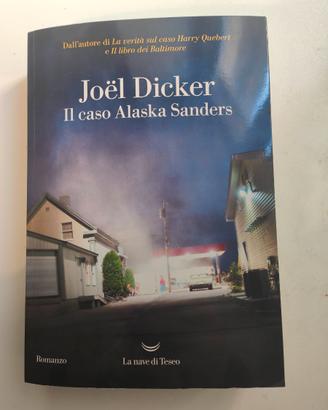 Dall'autore di La verità sul caso Harry Quebert
e Il libro dei Baltimore
Joël Dicker
Il caso Alaska Sanders
Romanzo
La nave di Teseo